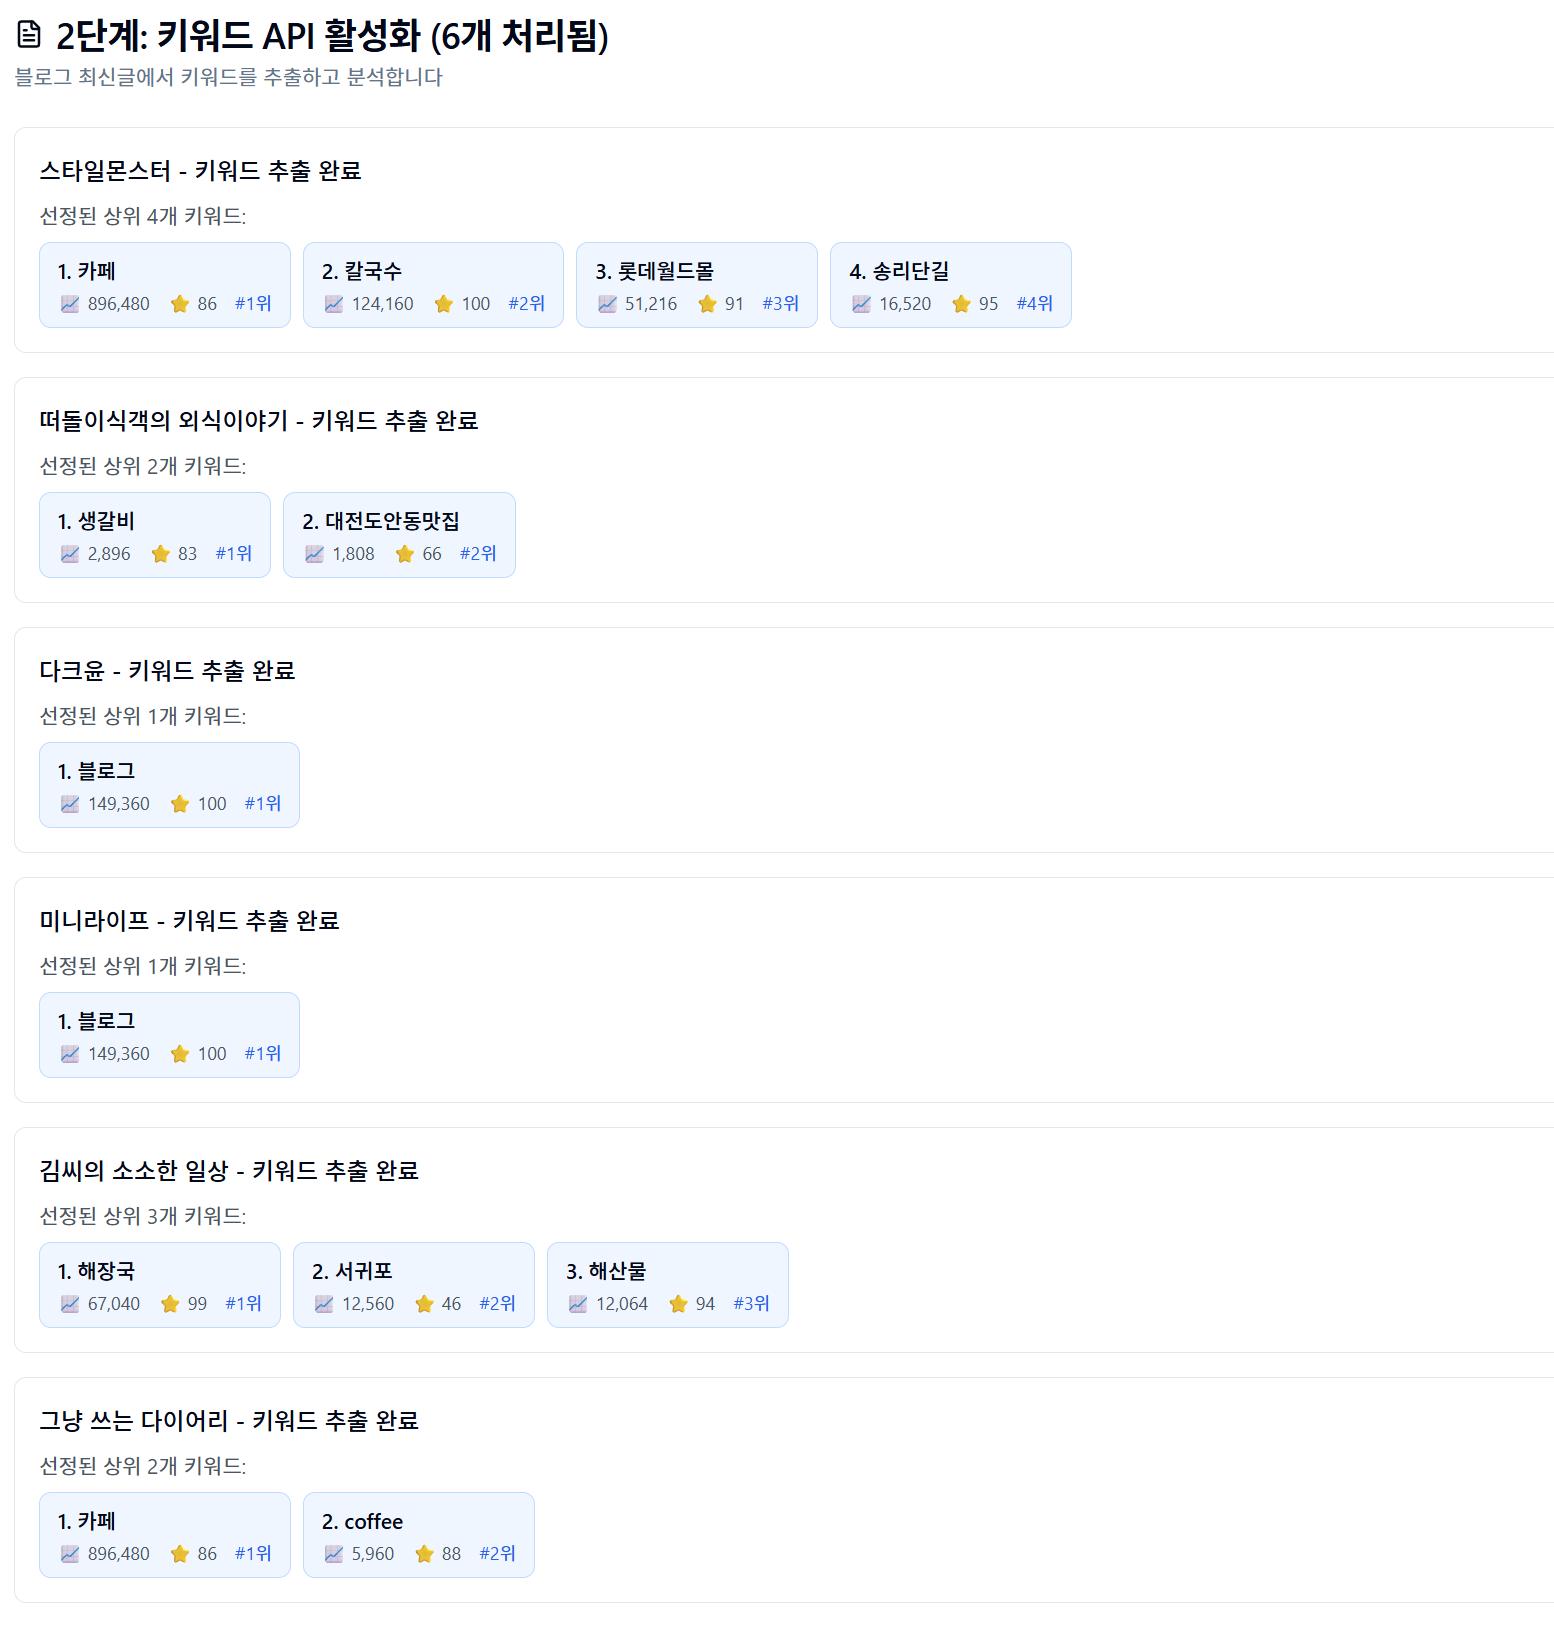 2단계: 키워드 API 활성화 (6개 처리됨)
블로그 최신글에서 키워드를 추출하고 분석합니다
스타일몬스터 - 키워드 추출 완료
선정된 상위 4개 키워드:
1. 카페
896,480 86 #1위
2. 칼국수
124,160 100 #2위
3. 롯데월드몰
51,216 91 #3위
4. 송리단길
16,520 95 #4위
떠돌이식객의 외식이야기 - 키워드 추출 완료
선정된 상위 2개 키워드:
1. 생갈비
2,896 83 #1위
2. 대전도안동맛집
1,808 66 #2위
다크윤 - 키워드 추출 완료
선정된 상위 1개 키워드:
1. 블로그
149,360 100 #1위
미니라이프 - 키워드 추출 완료
선정된 상위 1개 키워드:
1. 블로그
149,360 100 #1위
김씨의 소소한 일상 - 키워드 추출 완료
선정된 상위 3개 키워드:
1. 해장국
67,040 99 #1위
2. 서귀포
12,560 46 #2위
3. 해산물
12,064 94 #3위
그냥 쓰는 다이어리 - 키워드 추출 완료
선정된 상위 2개 키워드:
1. 카페
896,480 86 #1위
2. coffee
5,960 88 #2위